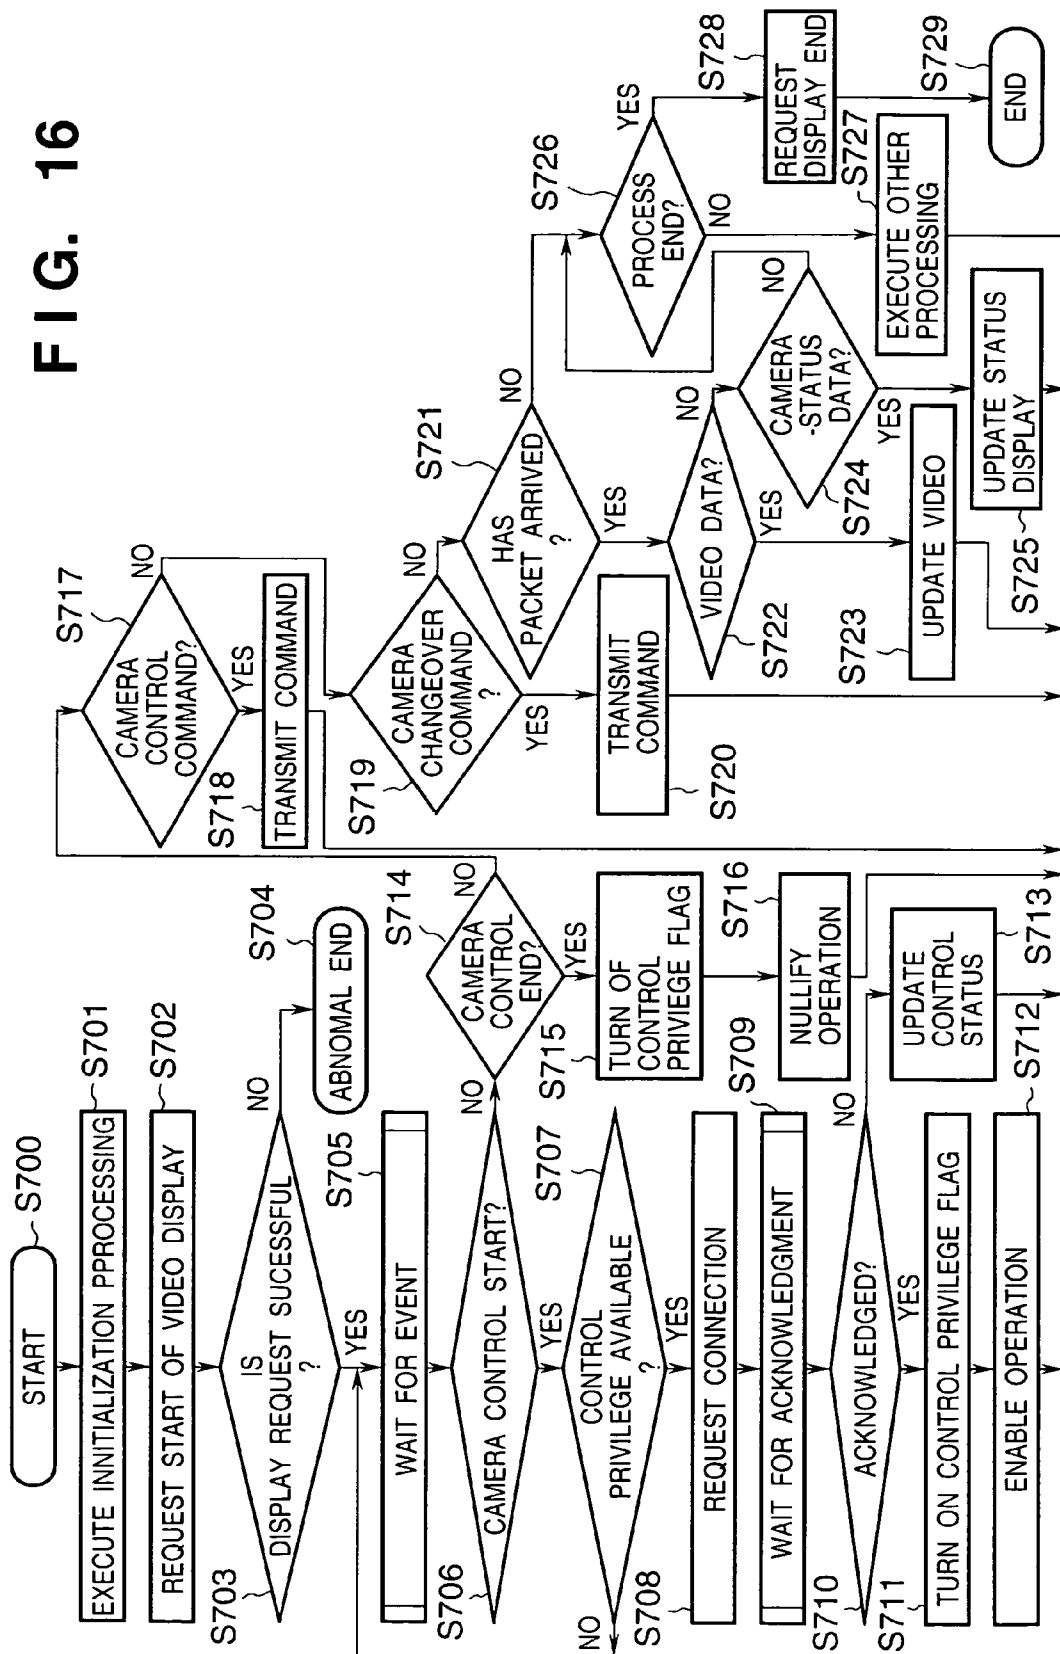 FIG. 16
START
S700
EXECUTE INNITIALIZATION PPROCESSING
S701
REQUEST START OF VIDEO DISPLAY
S702
IS
DISPLAY REQUEST SUCESSFUL
?
S703
NO
YES
ABNOMAL END
S704
WAIT FOR EVENT
S705
CAMERA CONTROL START?
S706
NO
YES
CONTROL
PRIVILEGE AVAILABLE
?
S707
NO
YES
REQUEST CONNECTION
S708
WAIT FOR ACKNOWLEDGMENT
S709
ACKNOWLEDGED?
S710
NO
YES
TURN ON CONTROL PRIVILEGE FLAG
S711
ENABLE OPERATION
S712
UPDATE
CONTROL
STATUS
S713
CAMERA
CONTROL
END?
S714
NO
YES
TURN OF
CONTROL
PRIVIEGE FLAG
S715
NULLIFY
OPERATION
S716
CAMERA
CONTROL
COMMAND?
S717
NO
YES
TRANSMIT COMMAND
S718
CAMERA
CHANGEOVER
COMMAND
?
S719
NO
YES
TRANSMIT
COMMAND
S720
HAS
PACKET ARRIVED
?
S721
NO
YES
VIDEO DATA?
S722
NO
YES
UPDATE VIDEO
S723
CAMERA
-STATUS
DATA?
S724
NO
YES
UPDATE STATUS
DISPLAY
S725
PROCESS
END?
S726
YES
NO
EXECUTE OTHER
PROCESSING
S727
REQUEST
DISPLAY END
S728
END
S729